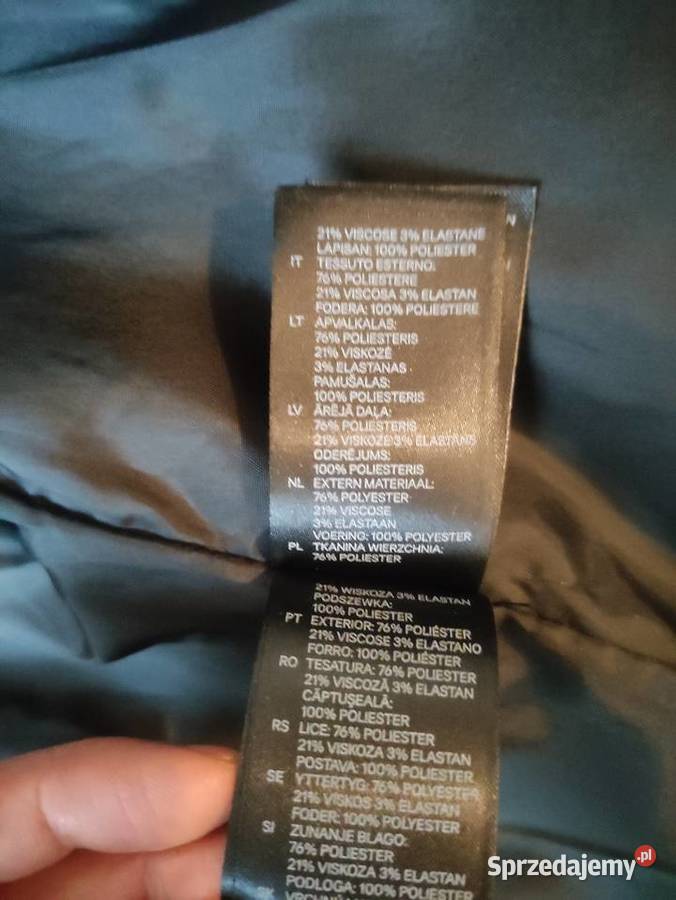 21% VISCOSE 3% ELASTANE
LAPISAN: 100% POLIESTER
IT TESSUTO ESTERNO:
76% POLIESTERE
21% VISCOSA 3% ELASTAN
FODERA: 100% POLIESTERE
LT APVALKALAS:
76% POLIESTERIS
21% VISKOZĖ
3% ELASTANAS
PAMUŠALAS:
100% POLIESTERIS
LV ĀRĒJĀ DAĻA:
76% POLIESTERIS
21% VISKOZE 3% ELASTĀNS
ODERĒJUMS:
100% POLIESTERIS
NL EXTERN MATERIAAL:
76% POLYESTER
21% VISCOSE
3% ELASTAAN
VOERING: 100% POLYESTER
PL TKANINA WIERZCHNIA:
76% POLIESTER
N
21% WISKOZA 3% ELASTAN
PODSZEWKA:
100% POLIESTER
PT EXTERIOR: 76% POLIÉSTER
21% VISCOSE 3% ELASTANO
FORRO: 100% POLIÉSTER
RO TESATURA: 76% POLIESTER
21% VISCOZĂ 3% ELASTAN
CĂPTUŞEALĂ:
100% POLIESTER
RS LICE: 76% POLIESTER
21% VISKOZA 3% ELASTAN
POSTAVA: 100% POLIESTER
SE YTTERTYG: 76% POLYESTER
21% VISKOS 3% ELASTAN
FODER: 100% POLYESTER
SI ZUNANJE BLAGO:
76% POLIESTER
21% VISKOZA 3% ELASTAN
PODLOGA: 100% POLIESTER
Sprzedajemy.pl